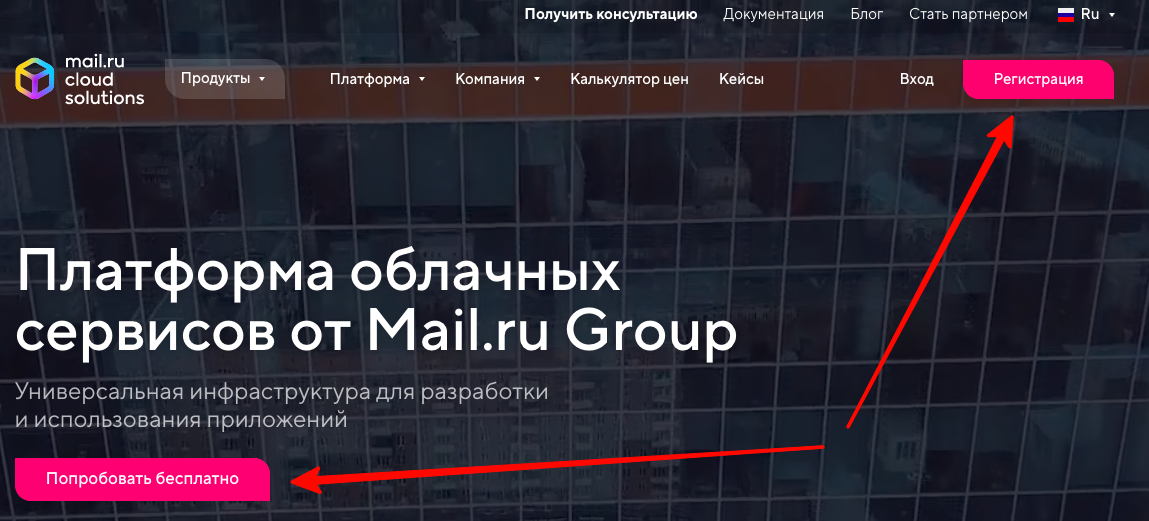 Получить консультацию Документация Блог Стать партнером Ru
mail.ru
cloud
solutions
Продукты Платформа Компания Калькулятор цен Кейсы Вход Регистрация
Платформа облачных
сервисов от Mail.ru Group
Универсальная инфраструктура для разработки
и использования приложений
Попробовать бесплатно